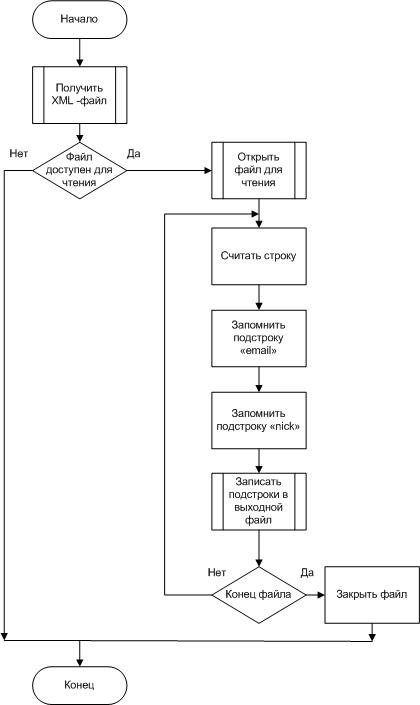 Начало
Получить
XML -файл
Нет
Файл
доступен для
чтения
Да
Открыть
файл для
чтения
Считать строку
Запомнить
подстроку
«email»
Запомнить
подстроку «nick»
Записать
подстроки в
выходной
файл
Нет
Конец файла
Да
Закрыть файл
Конец